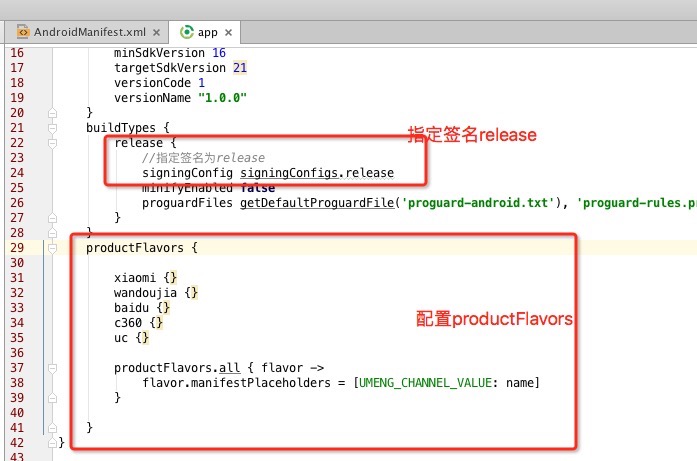 AndroidManifest.xml × app ×
16 minSdkVersion 16
17 targetSdkVersion 21
18 versionCode 1
19 versionName "1.0.0"
20 }
21 buildTypes {
22 release {
指定签名release
23 //指定签名为release
24 signingConfig signingConfigs.release
25 minifyEnabled false
26 proguardFiles getDefaultProguardFile('proguard-android.txt'), 'proguard-rules.pr
27 }
28 }
29 productFlavors {
30
31 xiaomi {}
32 wandoujia {}
33 baidu {}
配置productFlavors
34 c360 {}
35 uc {}
36
37 productFlavors.all { flavor ->
38 flavor.manifestPlaceholders = [UMENG_CHANNEL_VALUE: name]
39 }
40
41 }
42 }
43